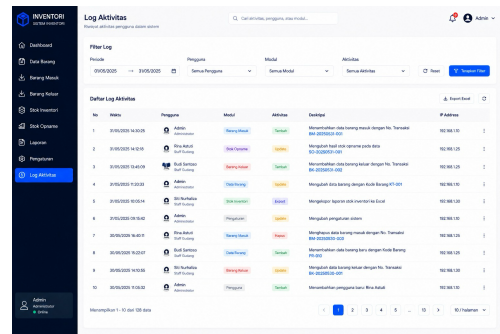 INVENTORI
SISTEM INVENTORI
Dashboard
Data Barang
Barang Masuk
Barang Keluar
Stok Inventori
Stok Opname
Laporan
Pengaturan
Log Aktivitas
Admin
Administrator
Online
Log Aktivitas
Riwayat aktivitas pengguna dalam sistem
Cari aktivitas, pengguna, atau modul...
Admin
Filter Log
Periode Pengguna Modul Aktivitas
01/05/2025 → 31/05/2025 Semua Pengguna Semua Modul Semua Aktivitas Reset Terapkan Filter
Daftar Log Aktivitas Export Excel
No Waktu Pengguna Modul Aktivitas Deskripsi IP Address
1 31/05/2025 14:30:25 Admin Administrator Barang Masuk Tambah Menambahkan data barang masuk dengan No. Transaksi 192.168.1.10
BM-20250531-001
2 31/05/2025 14:12:18 Rina Astuti Staff Gudang Stok Opname Update Mengubah hasil stok opname pada data 192.168.1.25
SO-20250531-001
3 31/05/2025 13:45:09 Budi Santoso Staff Gudang Barang Keluar Tambah Menambahkan data barang keluar dengan No. Transaksi 192.168.1.25
BK-20250531-002
4 31/05/2025 11:20:33 Admin Administrator Data Barang Update Mengubah data barang dengan Kode Barang KT-001 192.168.1.10
5 31/05/2025 10:05:14 Siti Nurhaliza Staff Gudang Stok Inventori Export Mengekspor laporan stok inventori ke Excel 192.168.1.20
6 31/05/2025 09:15:42 Admin Administrator Pengaturan Update Mengubah pengaturan sistem 192.168.1.10
7 30/05/2025 16:40:11 Rina Astuti Staff Gudang Barang Masuk Hapus Menghapus data barang masuk dengan No. Transaksi 192.168.1.25
8 30/05/2025 15:22:07 Budi Santoso Staff Gudang Data Barang Tambah Menambahkan data barang baru dengan Kode Barang 192.168.1.25
PR-010
9 30/05/2025 14:10:55 Siti Nurhaliza Staff Gudang Barang Keluar Update Mengubah data barang keluar dengan No. Transaksi 192.168.1.20
BK-20250530-001
10 30/05/2025 11:05:32 Admin Administrator Pengguna Tambah Menambahkan pengguna baru: Rina Astuti 192.168.1.10
Menampilkan 1 - 10 dari 128 data
1 2 3 4 5 ... 13 10 / halaman